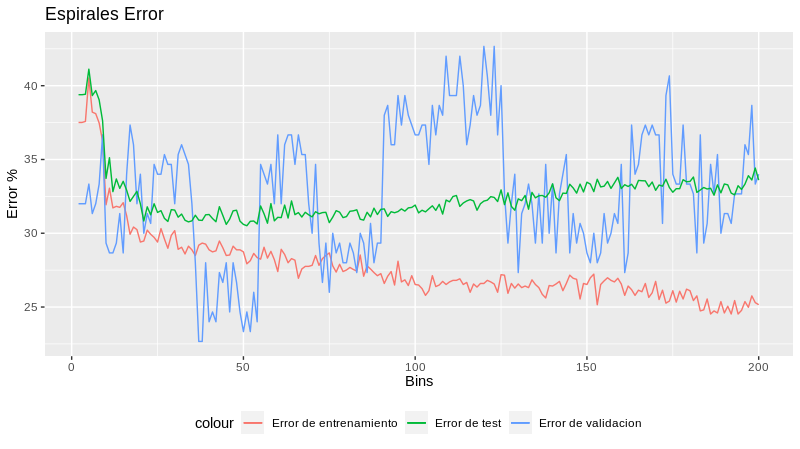 Espirales Error
Error %
40
35
30
25
0 50 100 150 200
Bins
colour Error de entrenamiento Error de test Error de validacion